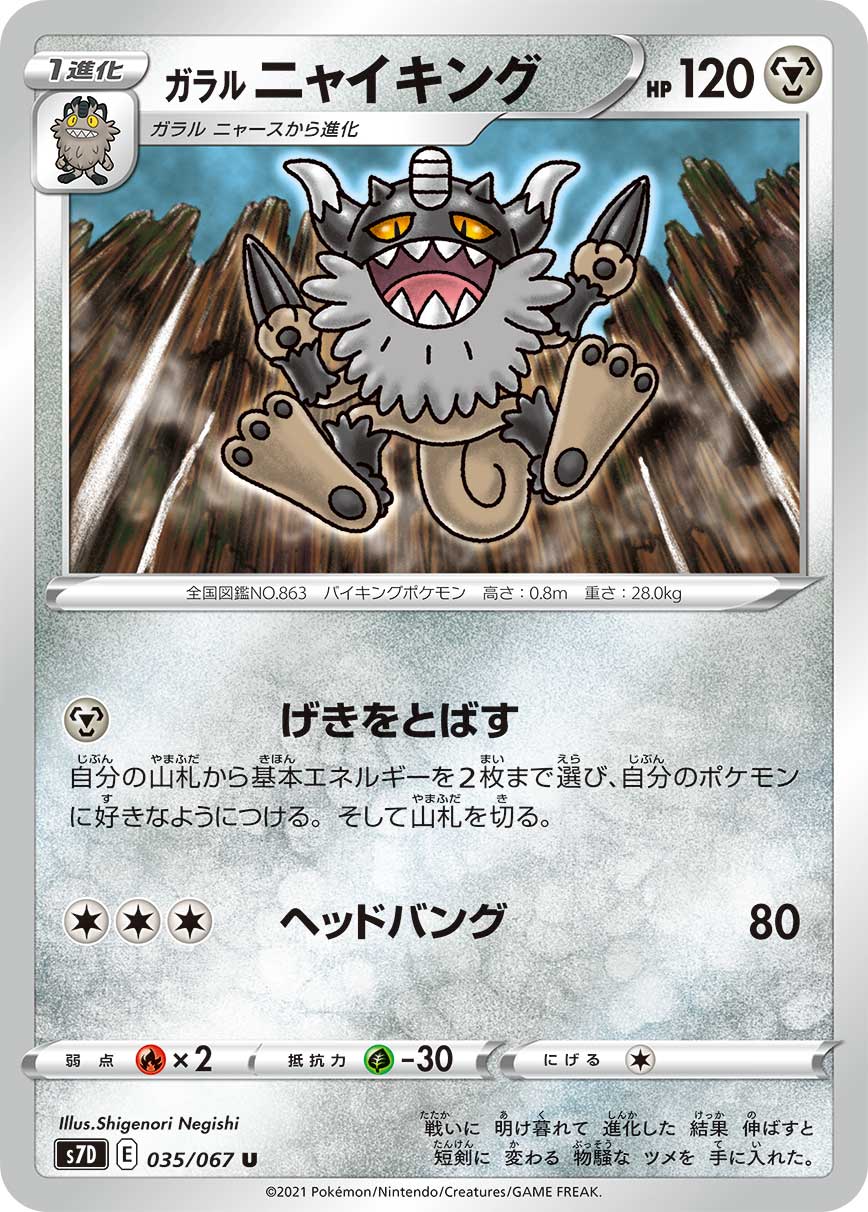 1進化
ガラル ニャイキング
HP 120
ガラル ニャースから進化
全国図鑑NO.863 バイキングポケモン 高さ：0.8m 重さ：28.0kg
げきをとばす
自分の山札から基本エネルギーを2枚まで選び、自分のポケモン
に好きなようにつける。そして山札を切る。
ヘッドバング 80
弱点 ×2 抵抗力 -30 にげる
Illus.Shigenori Negishi
戦いに 明け暮れて 進化した 結果 伸ばすと
短剣に 変わる 物騒な ツメを 手に入れた。
s7D E 035/067 U
©2021 Pokémon/Nintendo/Creatures/GAME FREAK.